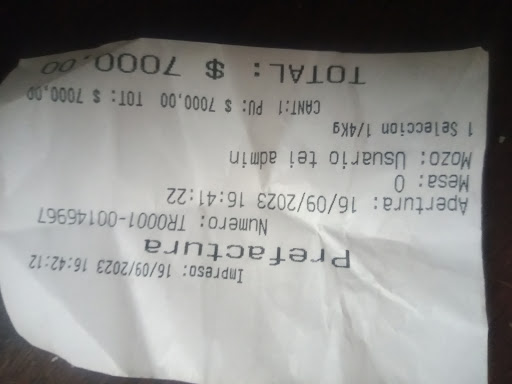 Impreso: 16/09/2023 16:42:12
Prefactura
Numero: TR0001-00146967
Apertura: 16/09/2023 16:41:22
Mesa: 0
Mozo: Usuario tei admin
1 Seleccion 1/4Kg
CANT:1 PU: $ 7000,00 TOT: $ 7000,00
TOTAL: $ 7000,00